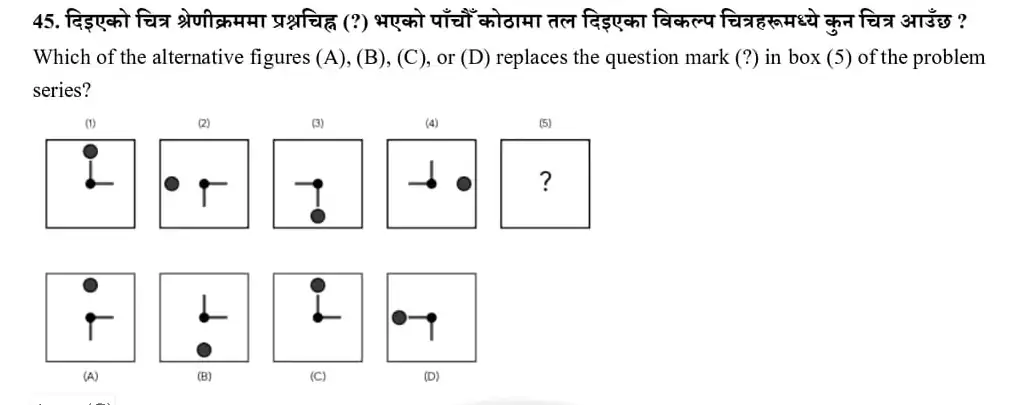 45. दिइएको चित्र श्रेणीक्रममा प्रश्नचिह्न (?) भएको पाँचौँ कोठामा तल दिइएका विकल्प चित्रहरूमध्ये कुन चित्र आउँछ ?
Which of the alternative figures (A), (B), (C), or (D) replaces the question mark (?) in box (5) of the problem
series?
(1) (2) (3) (4) (5)
?
(A) (B) (C) (D)